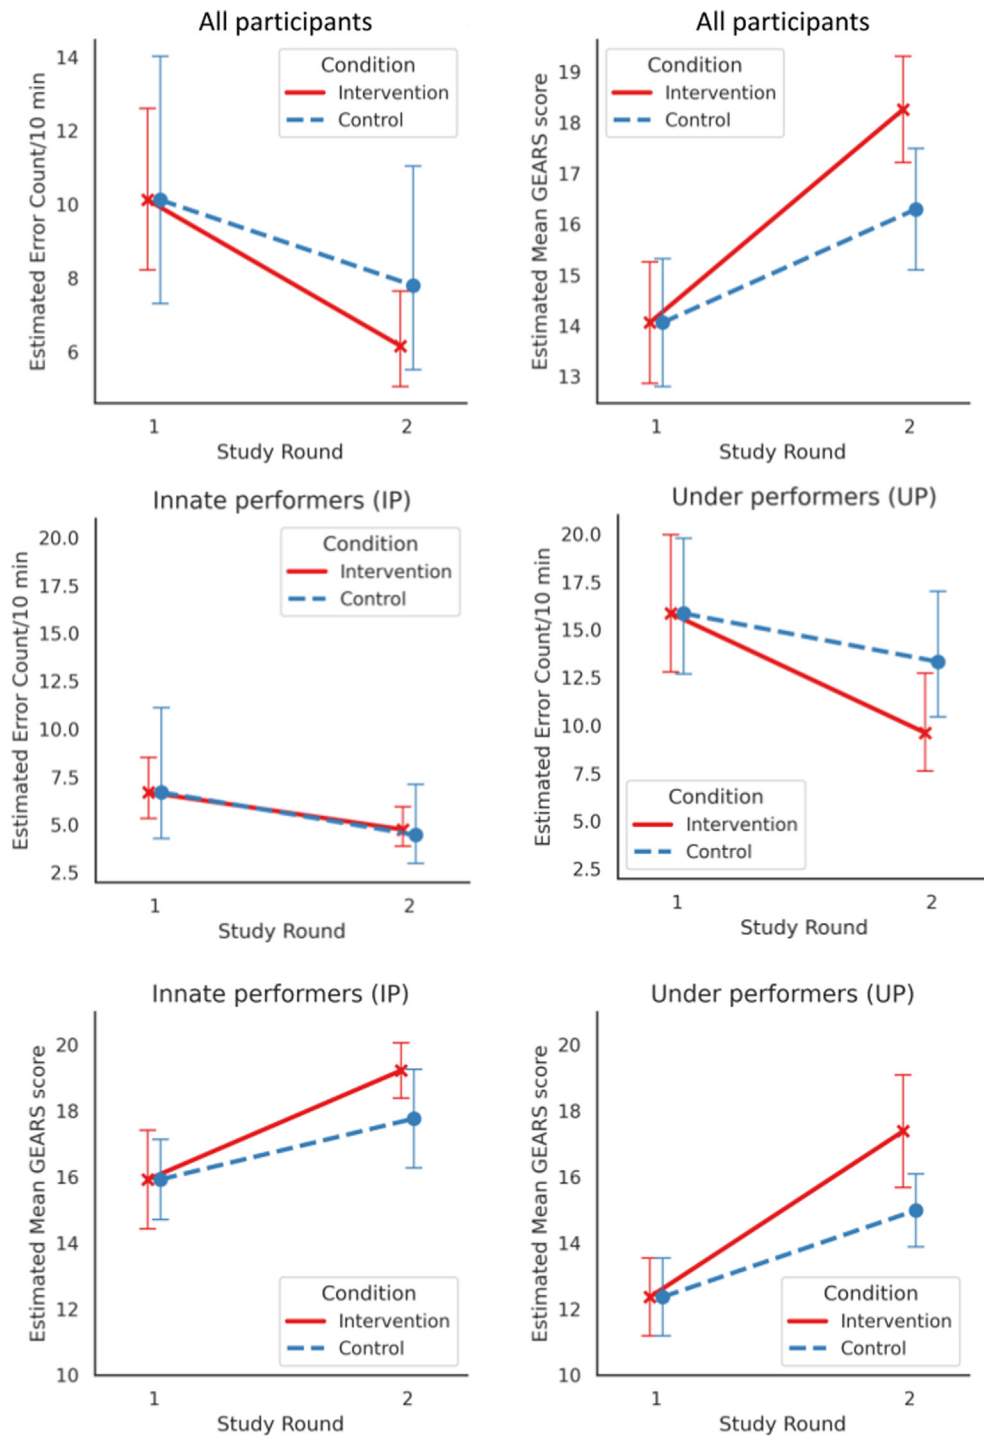 All participants
Estimated Error Count/10 min
14
12
10
8
6
Condition
Intervention
Control
1
2
Study Round
All participants
Estimated Mean GEARS score
19
18
17
16
15
14
13
Condition
Intervention
Control
1
2
Study Round
Innate performers (IP)
Estimated Error Count/10 min
20.0
17.5
15.0
12.5
10.0
7.5
5.0
2.5
Condition
Intervention
Control
1
2
Study Round
Under performers (UP)
Estimated Error Count/10 min
20.0
17.5
15.0
12.5
10.0
7.5
5.0
2.5
Condition
Intervention
Control
1
2
Study Round
Innate performers (IP)
Estimated Mean GEARS score
20
18
16
14
12
10
Condition
Intervention
Control
1
2
Study Round
Under performers (UP)
Estimated Mean GEARS score
20
18
16
14
12
10
Condition
Intervention
Control
1
2
Study Round